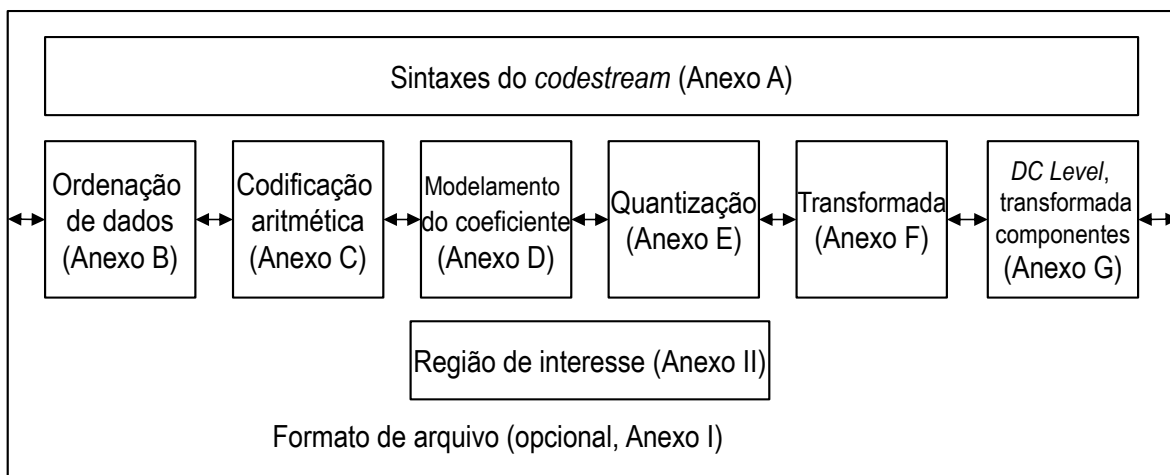 Sintaxes do codestream (Anexo A)
Ordenação
de dados
(Anexo B)
Codificação
aritmética
(Anexo C)
Modelamento
do coeficiente
(Anexo D)
Quantização
(Anexo E)
Transformada
(Anexo F)
DC Level,
transformada
componentes
(Anexo G)
Região de interesse (Anexo II)
Formato de arquivo (opcional, Anexo I)